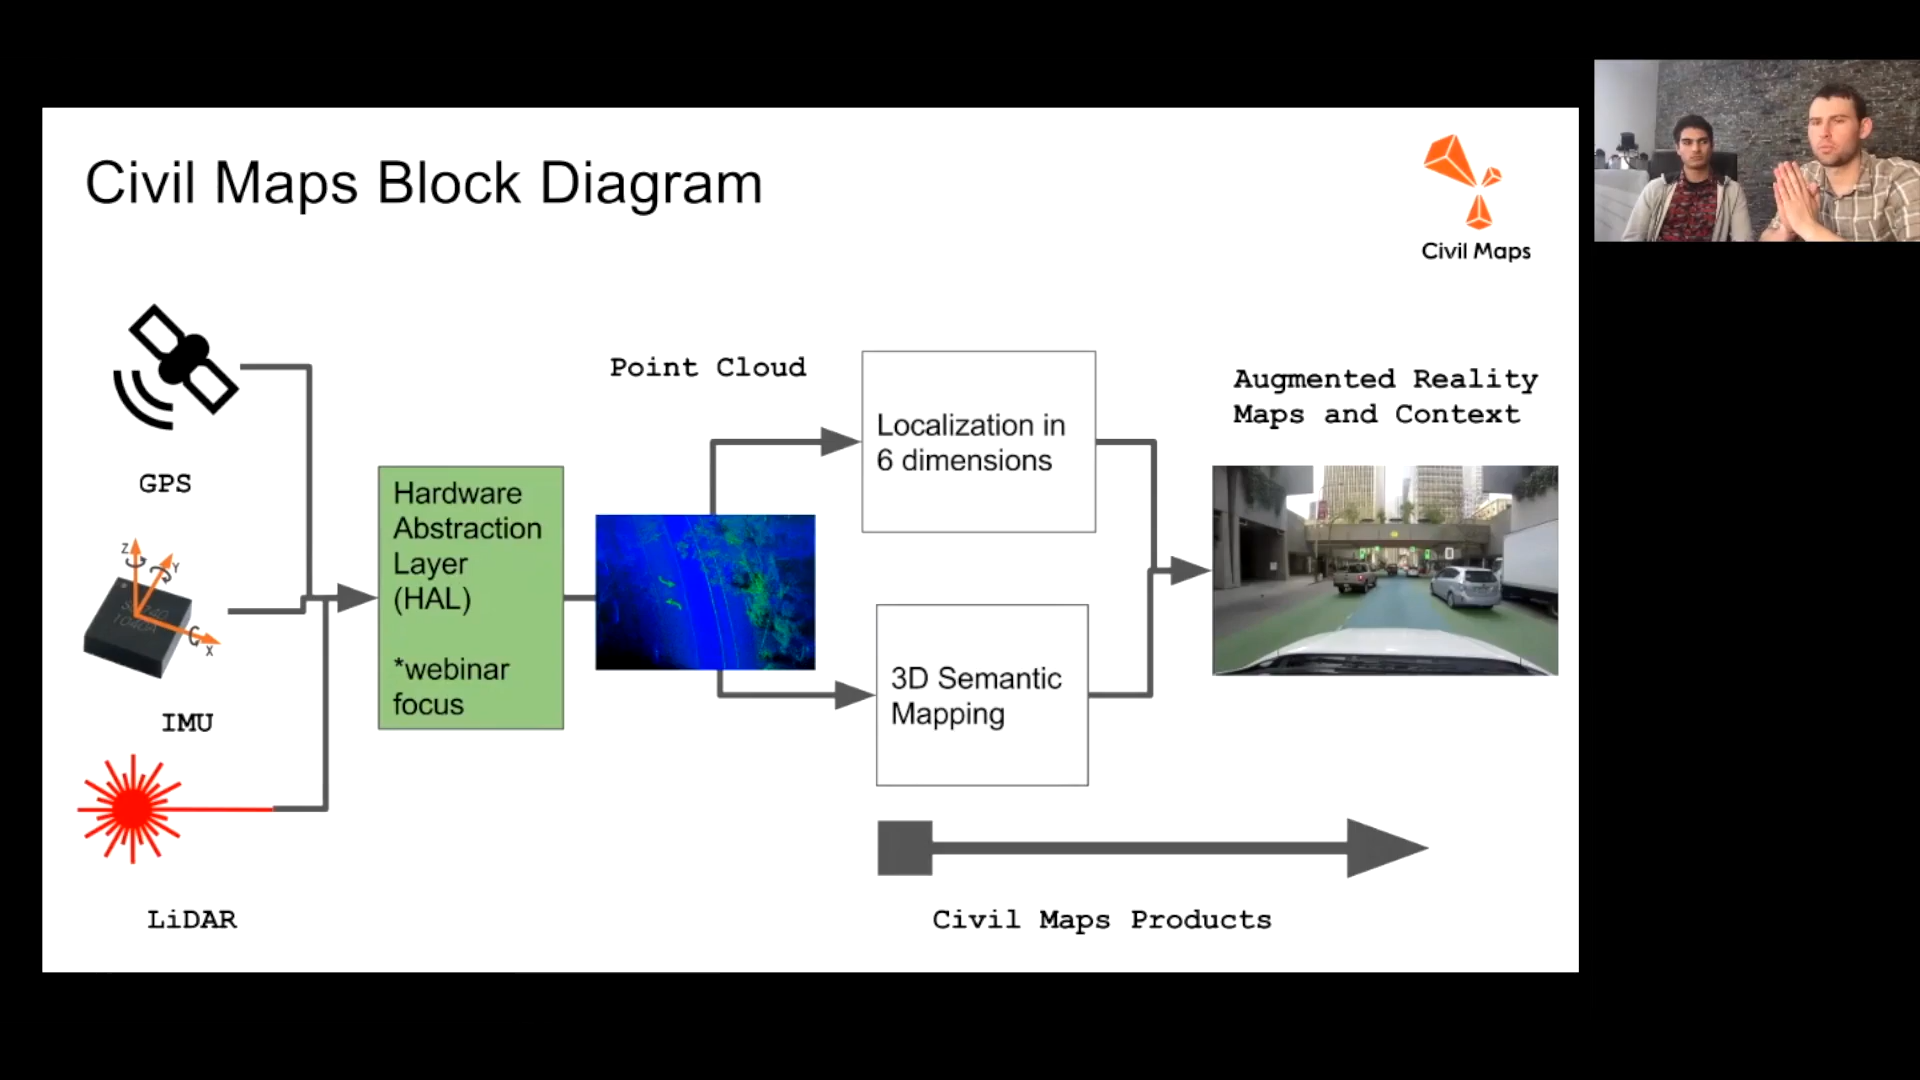 Civil Maps Block Diagram
Civil Maps
GPS
Z
Y
X
IMU
LiDAR
Hardware
Abstraction
Layer
(HAL)
*webinar
focus
Point Cloud
Localization in
6 dimensions
3D Semantic
Mapping
Augmented Reality
Maps and Context
Civil Maps Products